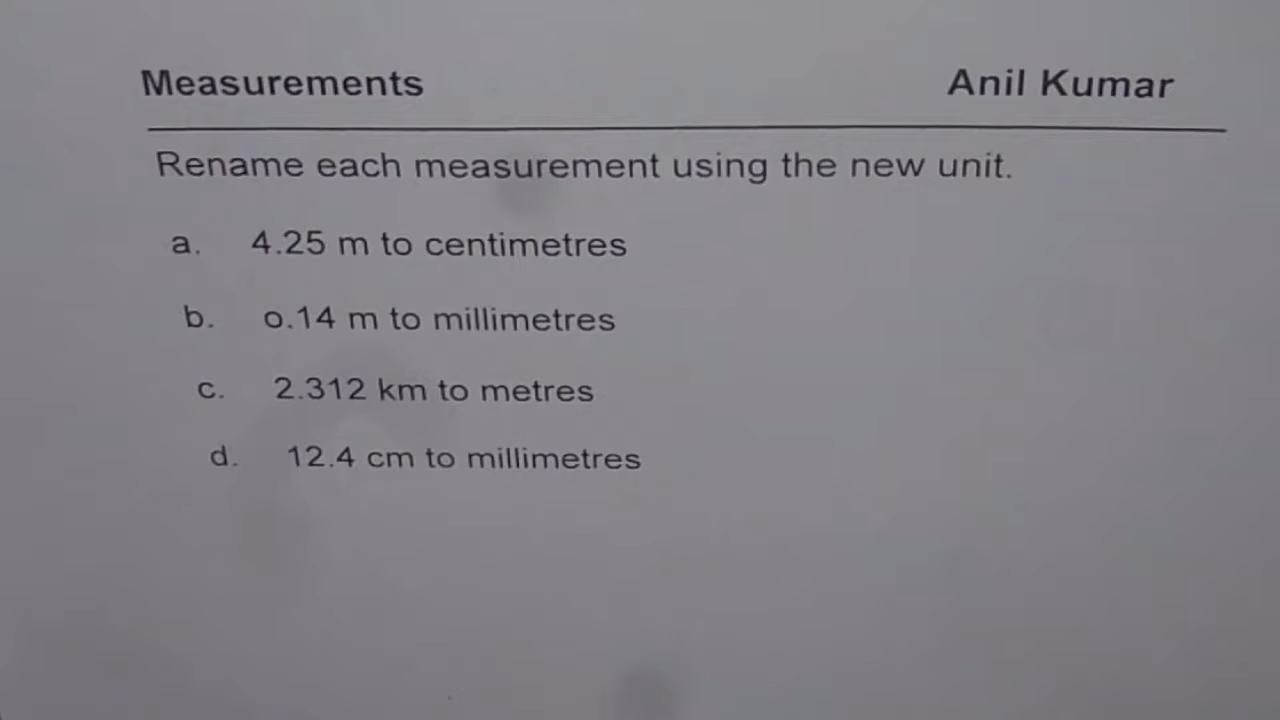 Measurements Anil Kumar
Rename each measurement using the new unit.
a. 4.25 m to centimetres
b. o.14 m to millimetres
c. 2.312 km to metres
d. 12.4 cm to millimetres